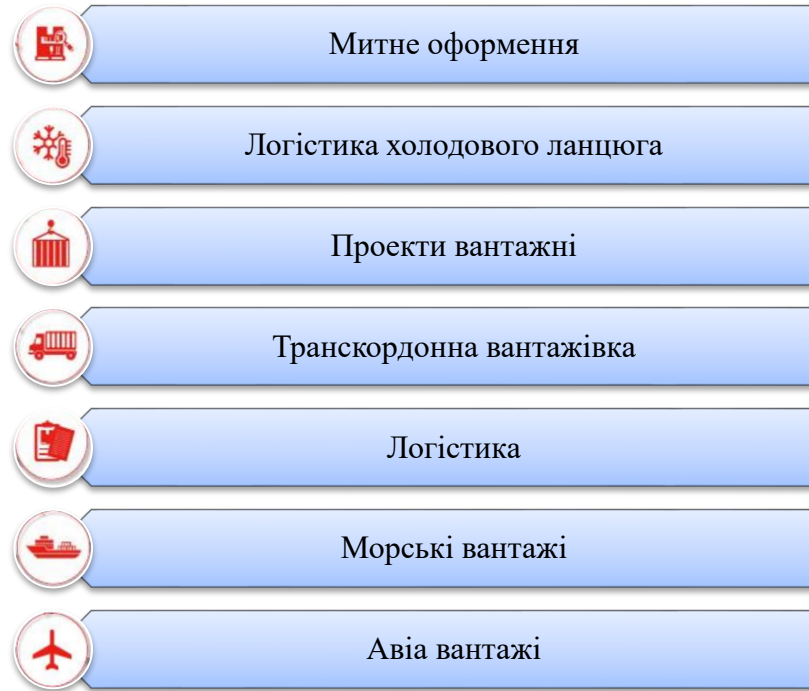 Митне оформення
Логістика холодового ланцюга
Проекти вантажні
Транскордонна вантажівка
Логістика
Морські вантажі
Авіа вантажі